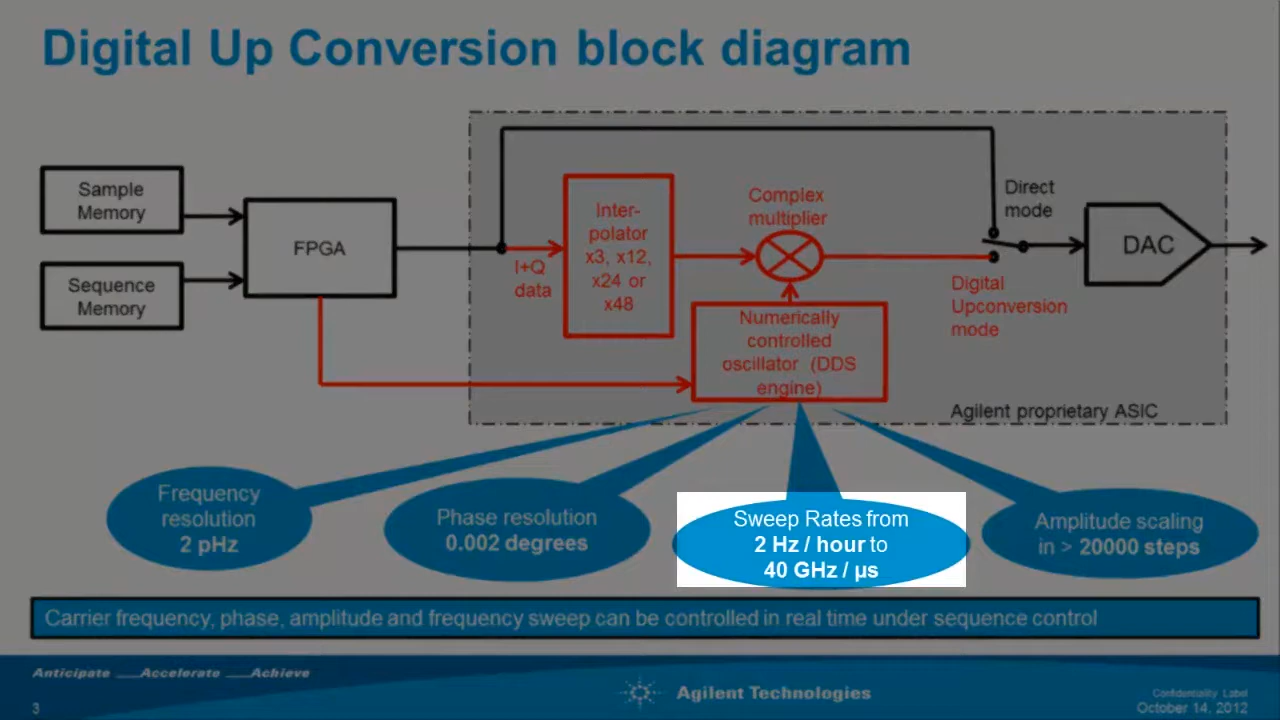 Digital Up Conversion block diagram
Sample
Memory
Sequence
Memory
FPGA
I+Q
data
Inter-
polator
x3, x12,
x24 or
x48
Complex
multiplier
Numerically
controlled
oscillator (DDS
engine)
Direct
mode
Digital
Upconversion
mode
DAC
Agilent proprietary ASIC
Frequency
resolution
2 pHz
Phase resolution
0.002 degrees
Sweep Rates from
2 Hz / hour to
40 GHz / µs
Amplitude scaling
in > 20000 steps
Carrier frequency, phase, amplitude and frequency sweep can be controlled in real time under sequence control
Anticipate __Accelerate __Achieve
Agilent Technologies
Confidentiality Label
October 14, 2012
3